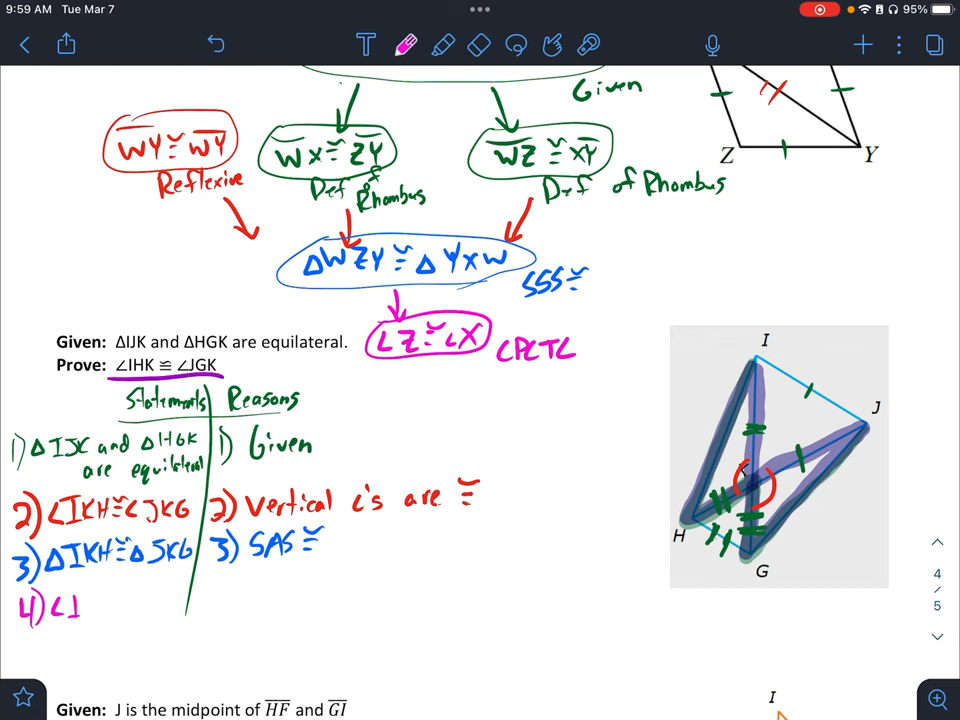 9:59 AM Tue Mar 7
95%
T
Given
WY ≅ WY
Reflexive
WX ≅ ZY
Def of
Rhombus
WZ ≅ XY
Def of Rhombus
Z
Y
ΔWZY ≅ ΔYXW
SSS≅
∠Z ≅ ∠X
CPCTC
Given: ΔIJK and ΔHGK are equilateral.
Prove: ∠IHK ≅ ∠JGK
Statements Reasons
1) ΔIJK and ΔHGK
are equilateral
1) Given
2) ∠IKH ≅ ∠JKG 2) Vertical ∠'s are ≅
3) ΔIKH ≅ ΔJKG 3) SAS ≅
4) ∠I
I
J
K
H
G
4
/
5
Given: J is the midpoint of HF and GI
I